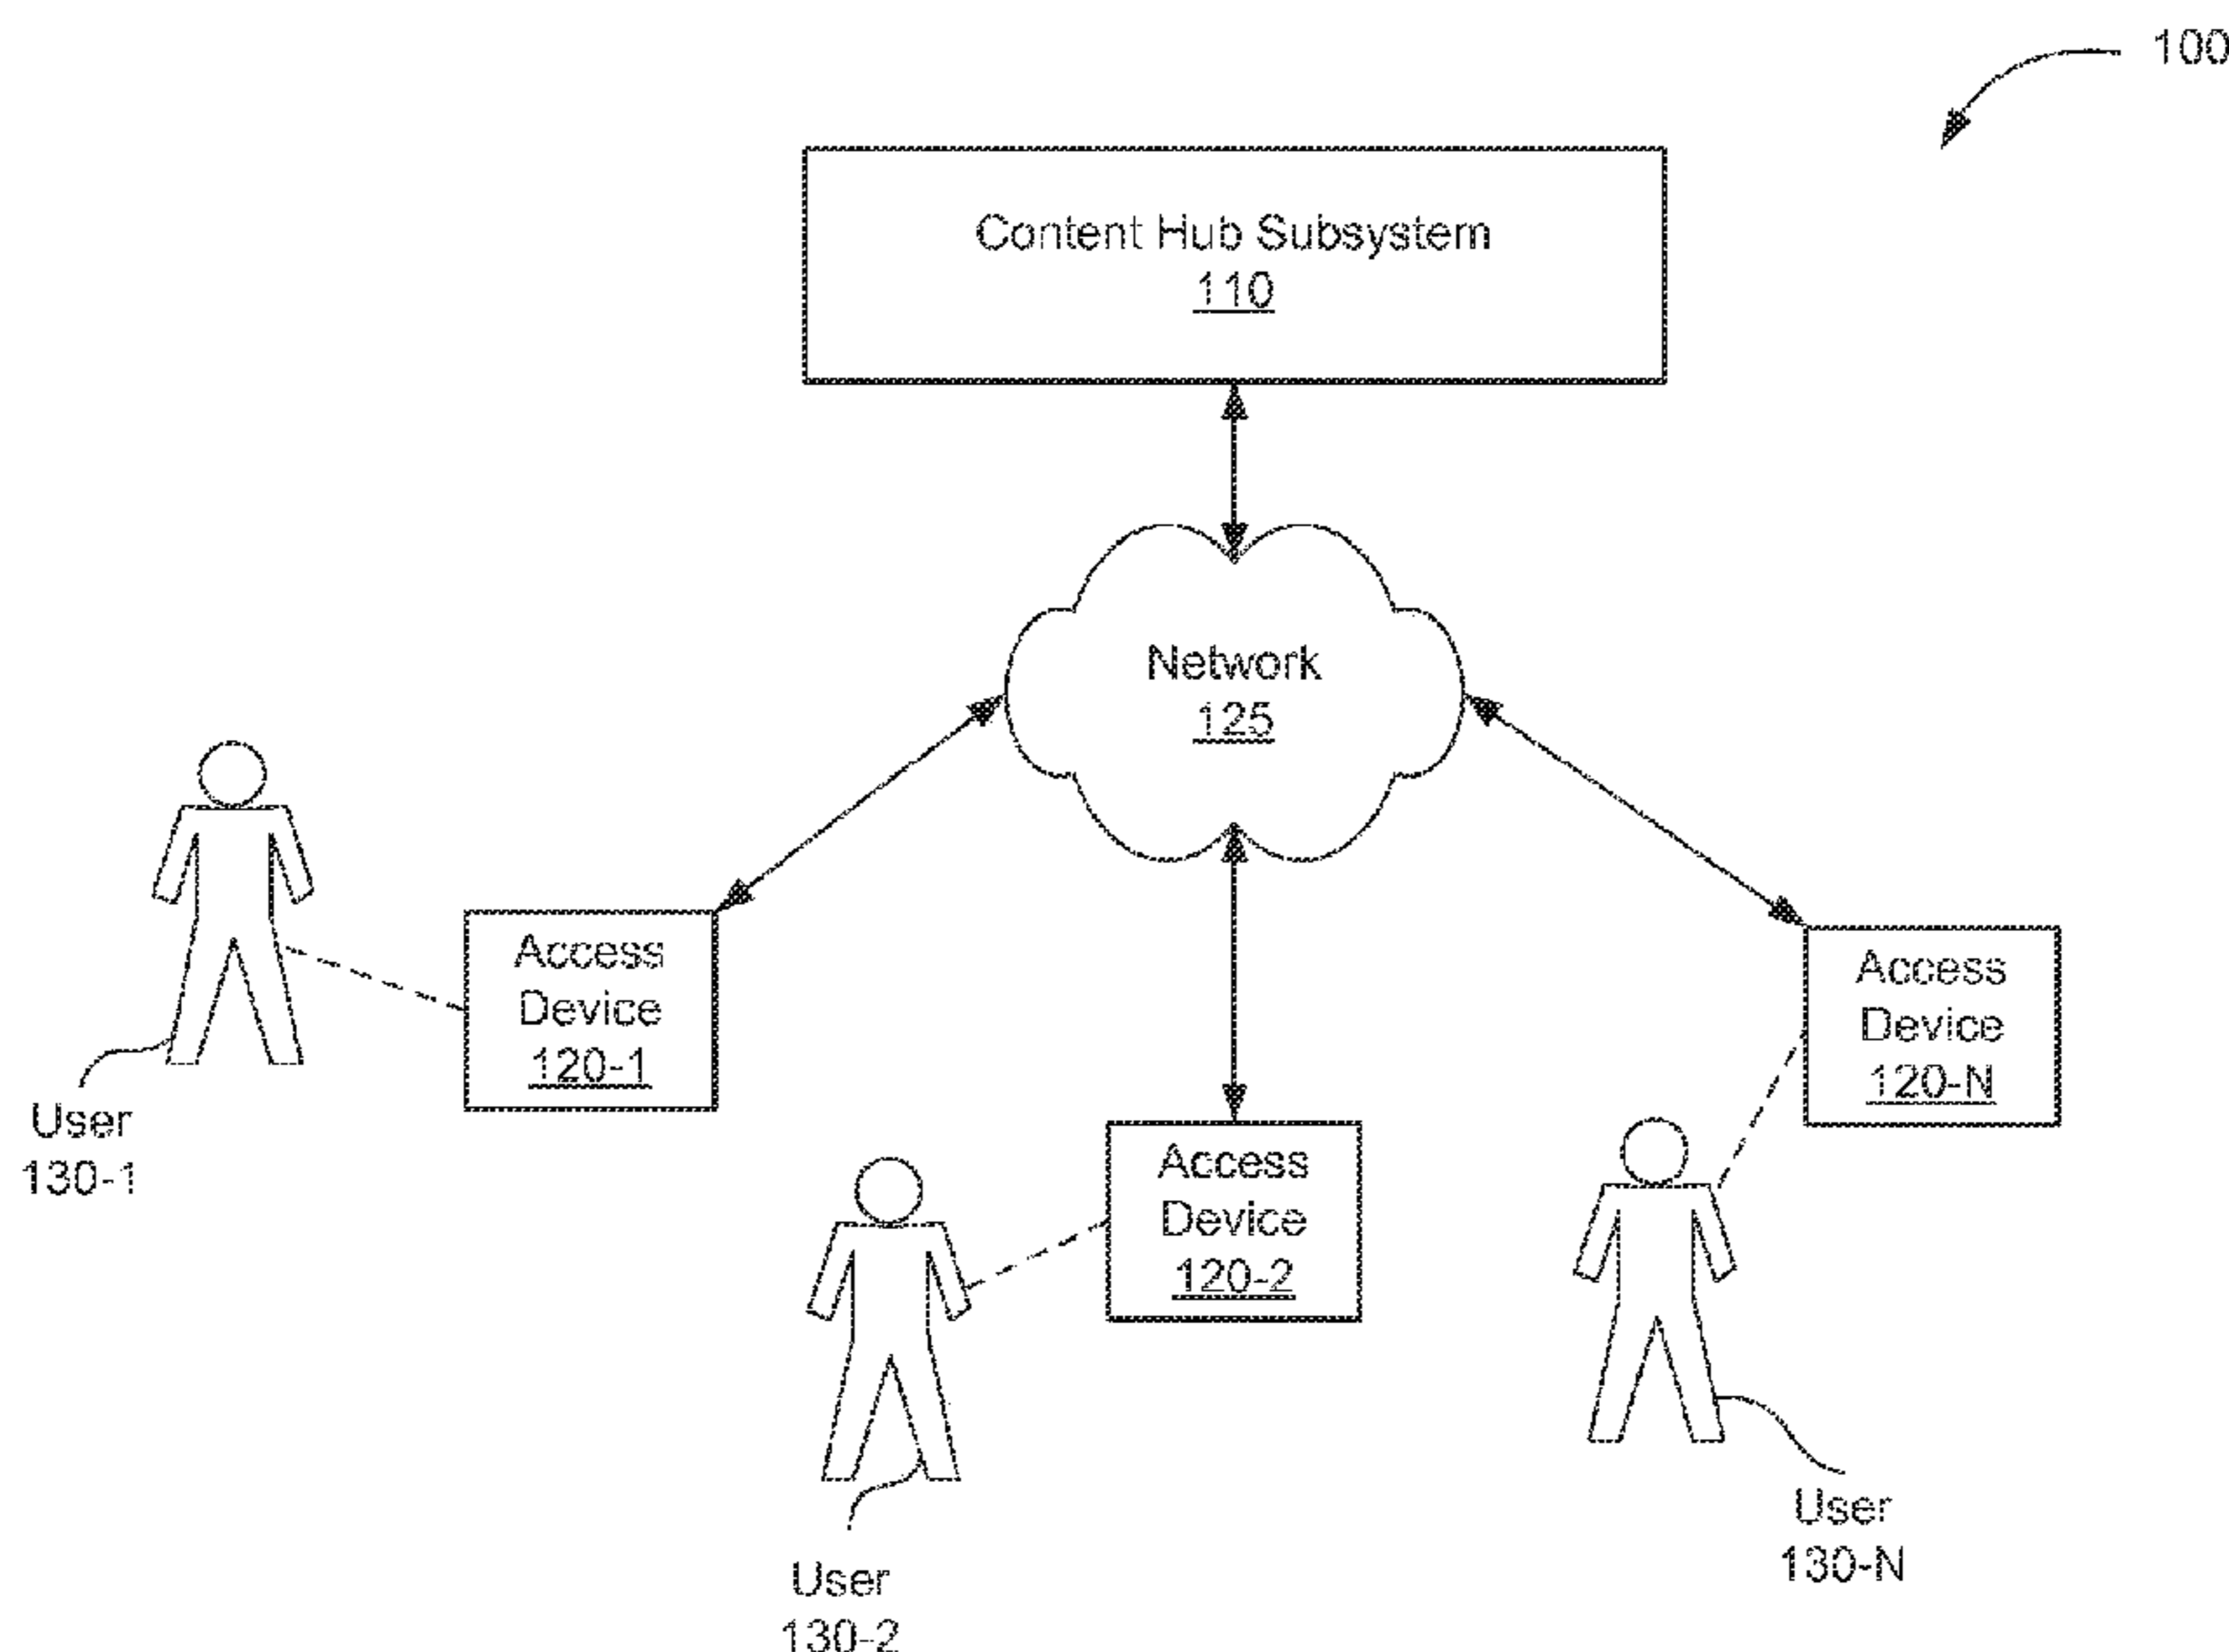 100
Content Hub Subsystem
110
Network
125
Access
Device
120-1
Access
Device
120-N
User
130-1
Access
Device
120-2
User
130-N
User
130-2